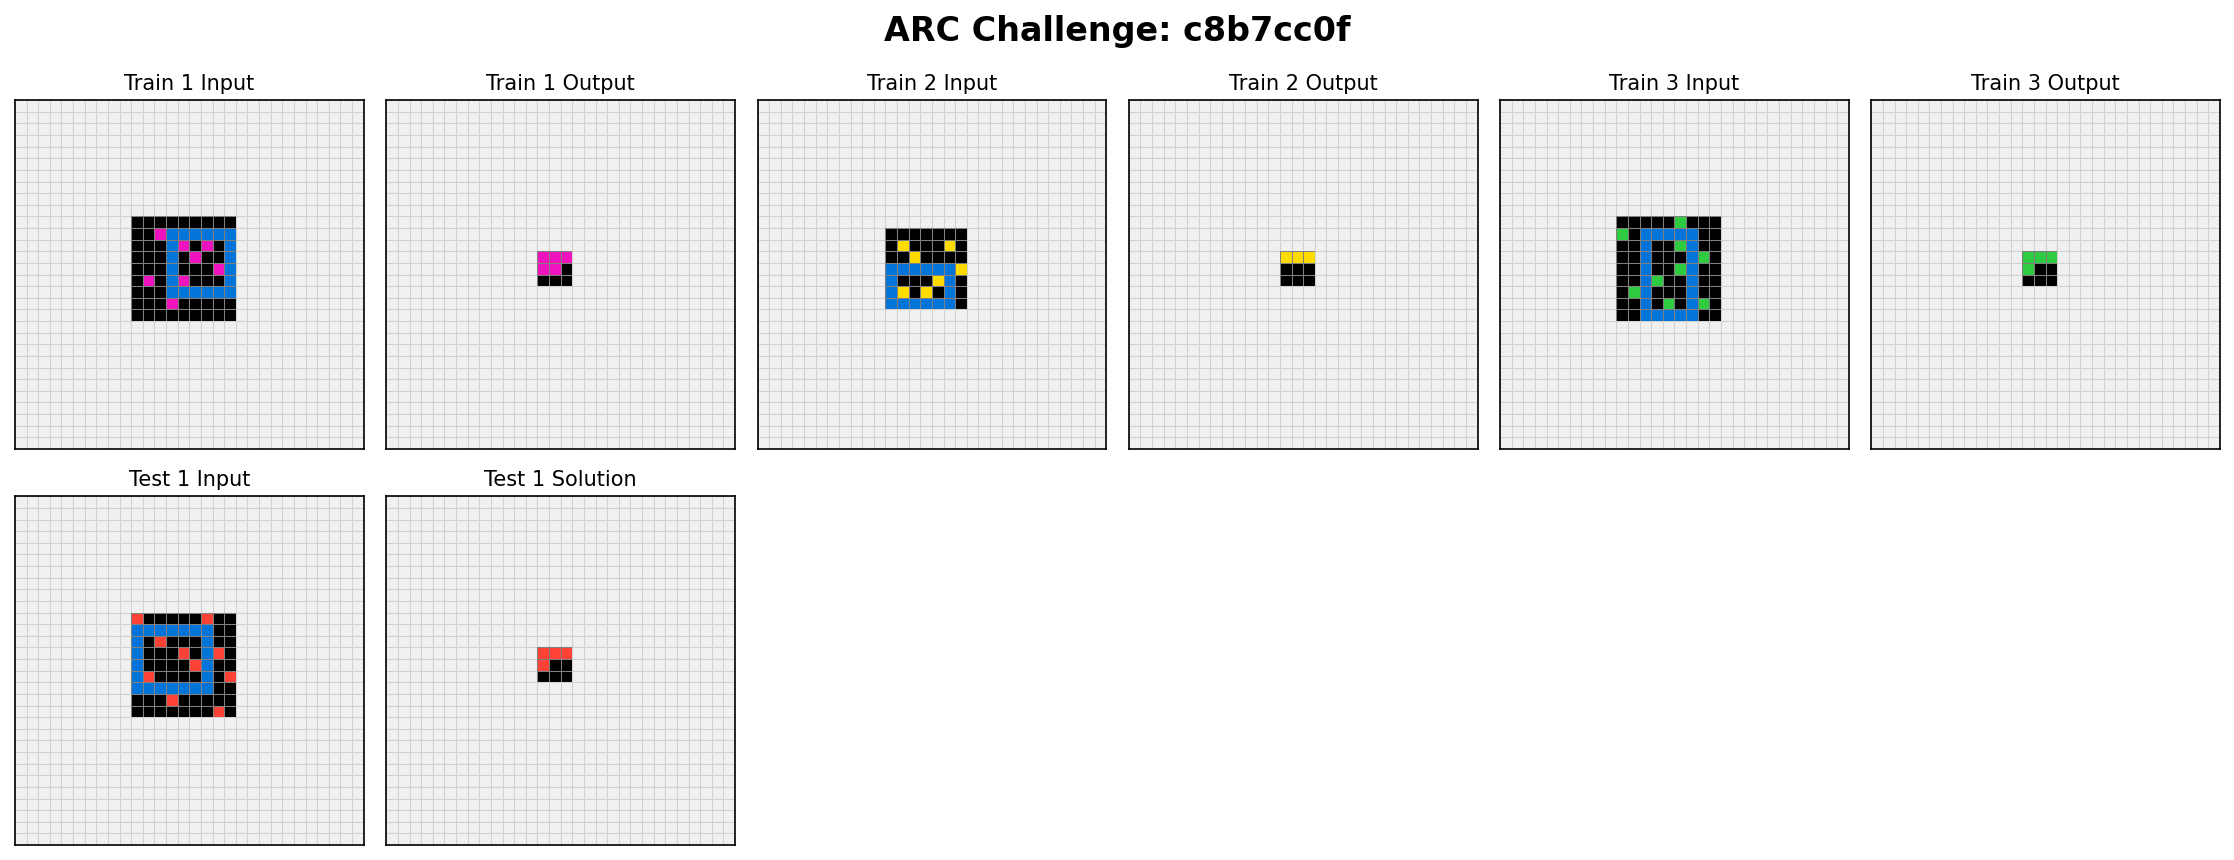 ARC Challenge: c8b7cc0f
Train 1 Input
Train 1 Output
Train 2 Input
Train 2 Output
Train 3 Input
Train 3 Output
Test 1 Input
Test 1 Solution